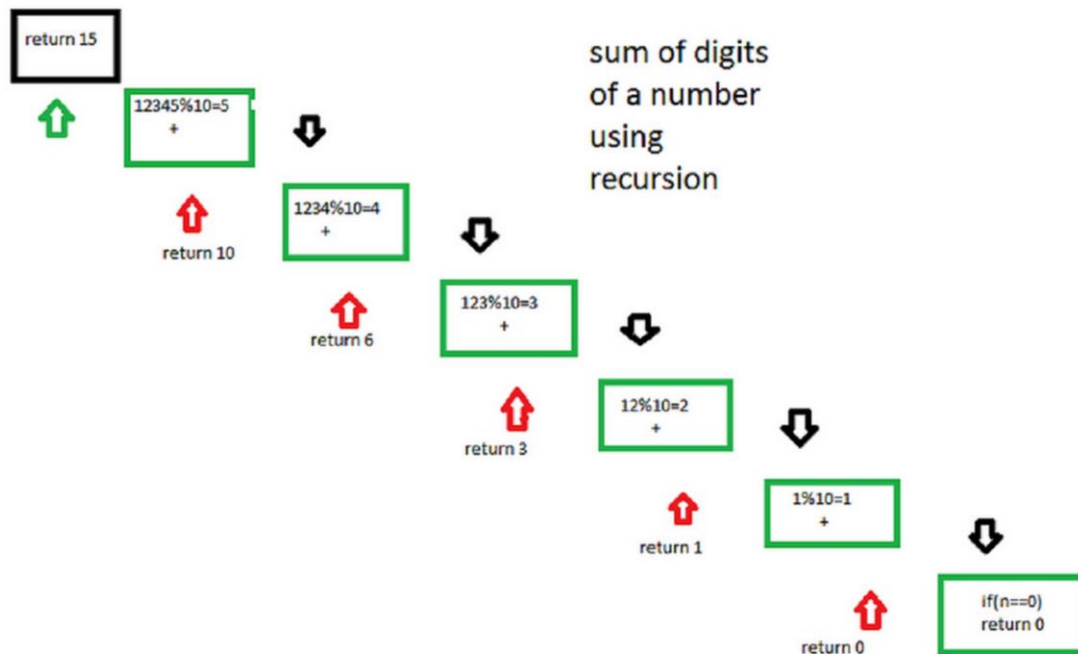 return 15
sum of digits
of a number
using
recursion
12345%10=5
+
1234%10=4
+
return 10
123%10=3
+
return 6
12%10=2
+
return 3
1%10=1
+
return 1
if(n==0)
return 0
return 0